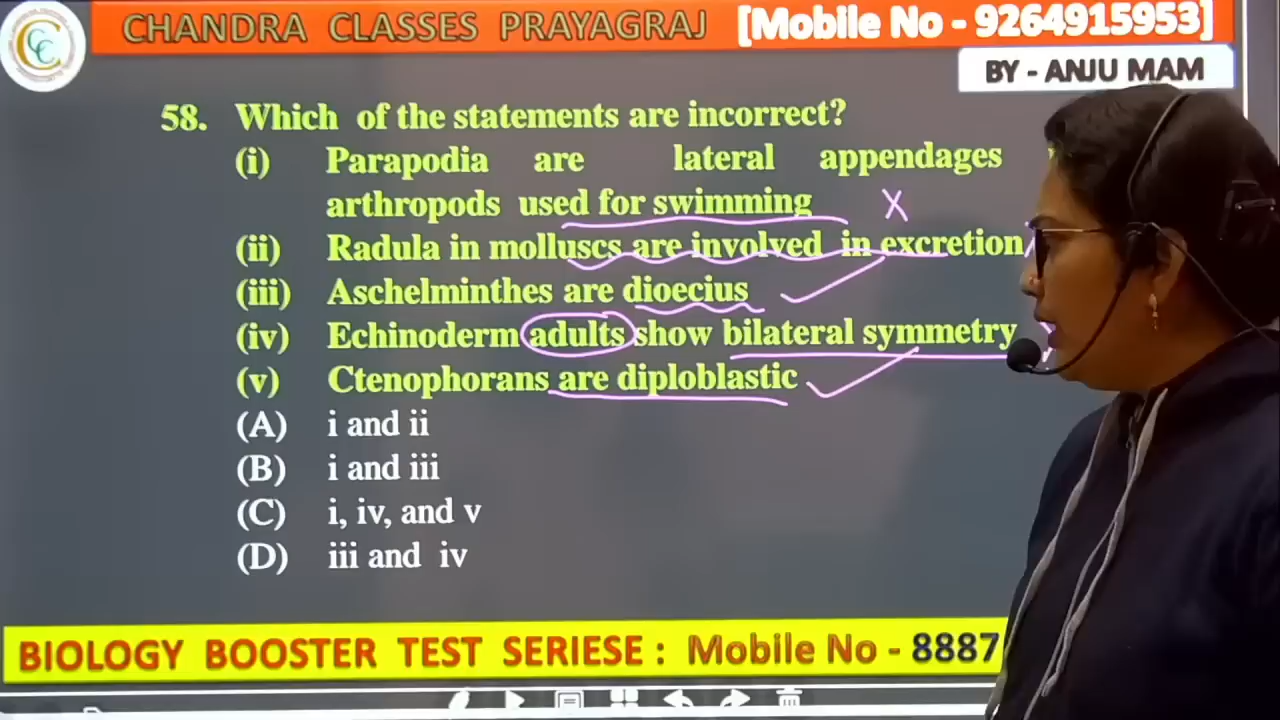 CHANDRA CLASSES PRAYAGRAJ [Mobile No - 9264915953]
BY - ANJU MAM
58. Which of the statements are incorrect?
(i) Parapodia are lateral appendages
arthropods used for swimming X
(ii) Radula in molluscs are involved in excretion
(iii) Aschelminthes are dioecius
(iv) Echinoderm adults show bilateral symmetry
(v) Ctenophorans are diploblastic
(A) i and ii
(B) i and iii
(C) i, iv, and v
(D) iii and iv
BIOLOGY BOOSTER TEST SERIESE : Mobile No - 8887